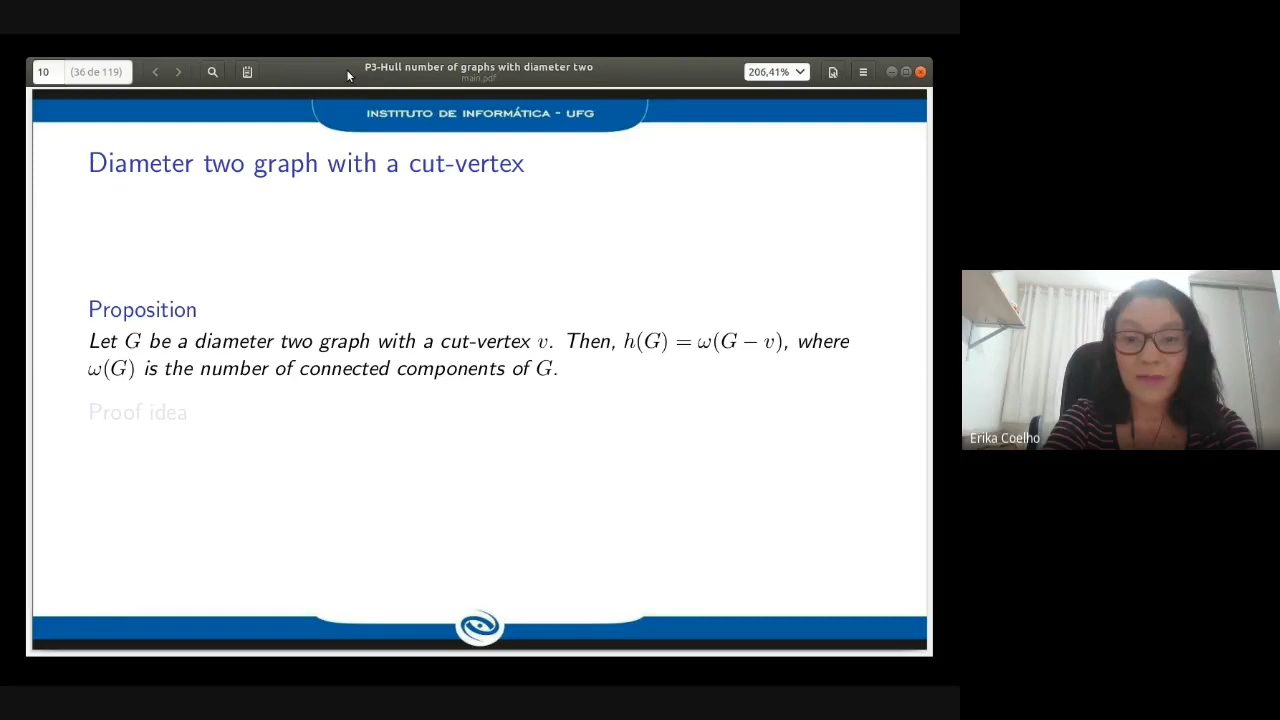 10 (36 de 119)
P3-Hull number of graphs with diameter two
main.pdf
206,41%
INSTITUTO DE INFORMÁTICA - UFG
Diameter two graph with a cut-vertex
Proposition
Let G be a diameter two graph with a cut-vertex v. Then, h(G) = ω(G − v), where
ω(G) is the number of connected components of G.
Proof idea
Erika Coelho